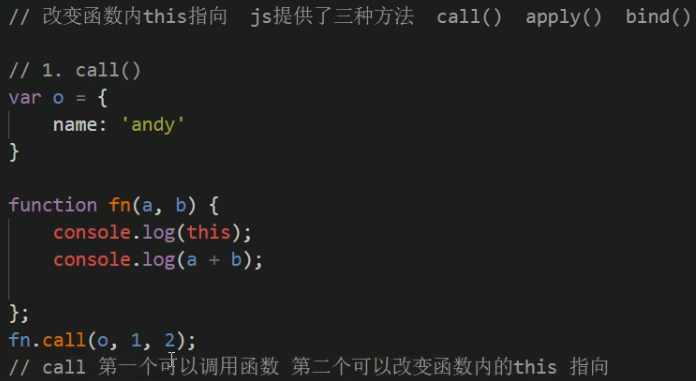 // 改变函数内this指向  js提供了三种方法  call()  apply()  bind()
// 1. call()
var o = {
    name: 'andy'
}
function fn(a, b) {
    console.log(this);
    console.log(a + b);
};
fn.call(o, 1, 2);
// call 第一个可以调用函数 第二个可以改变函数内的this 指向